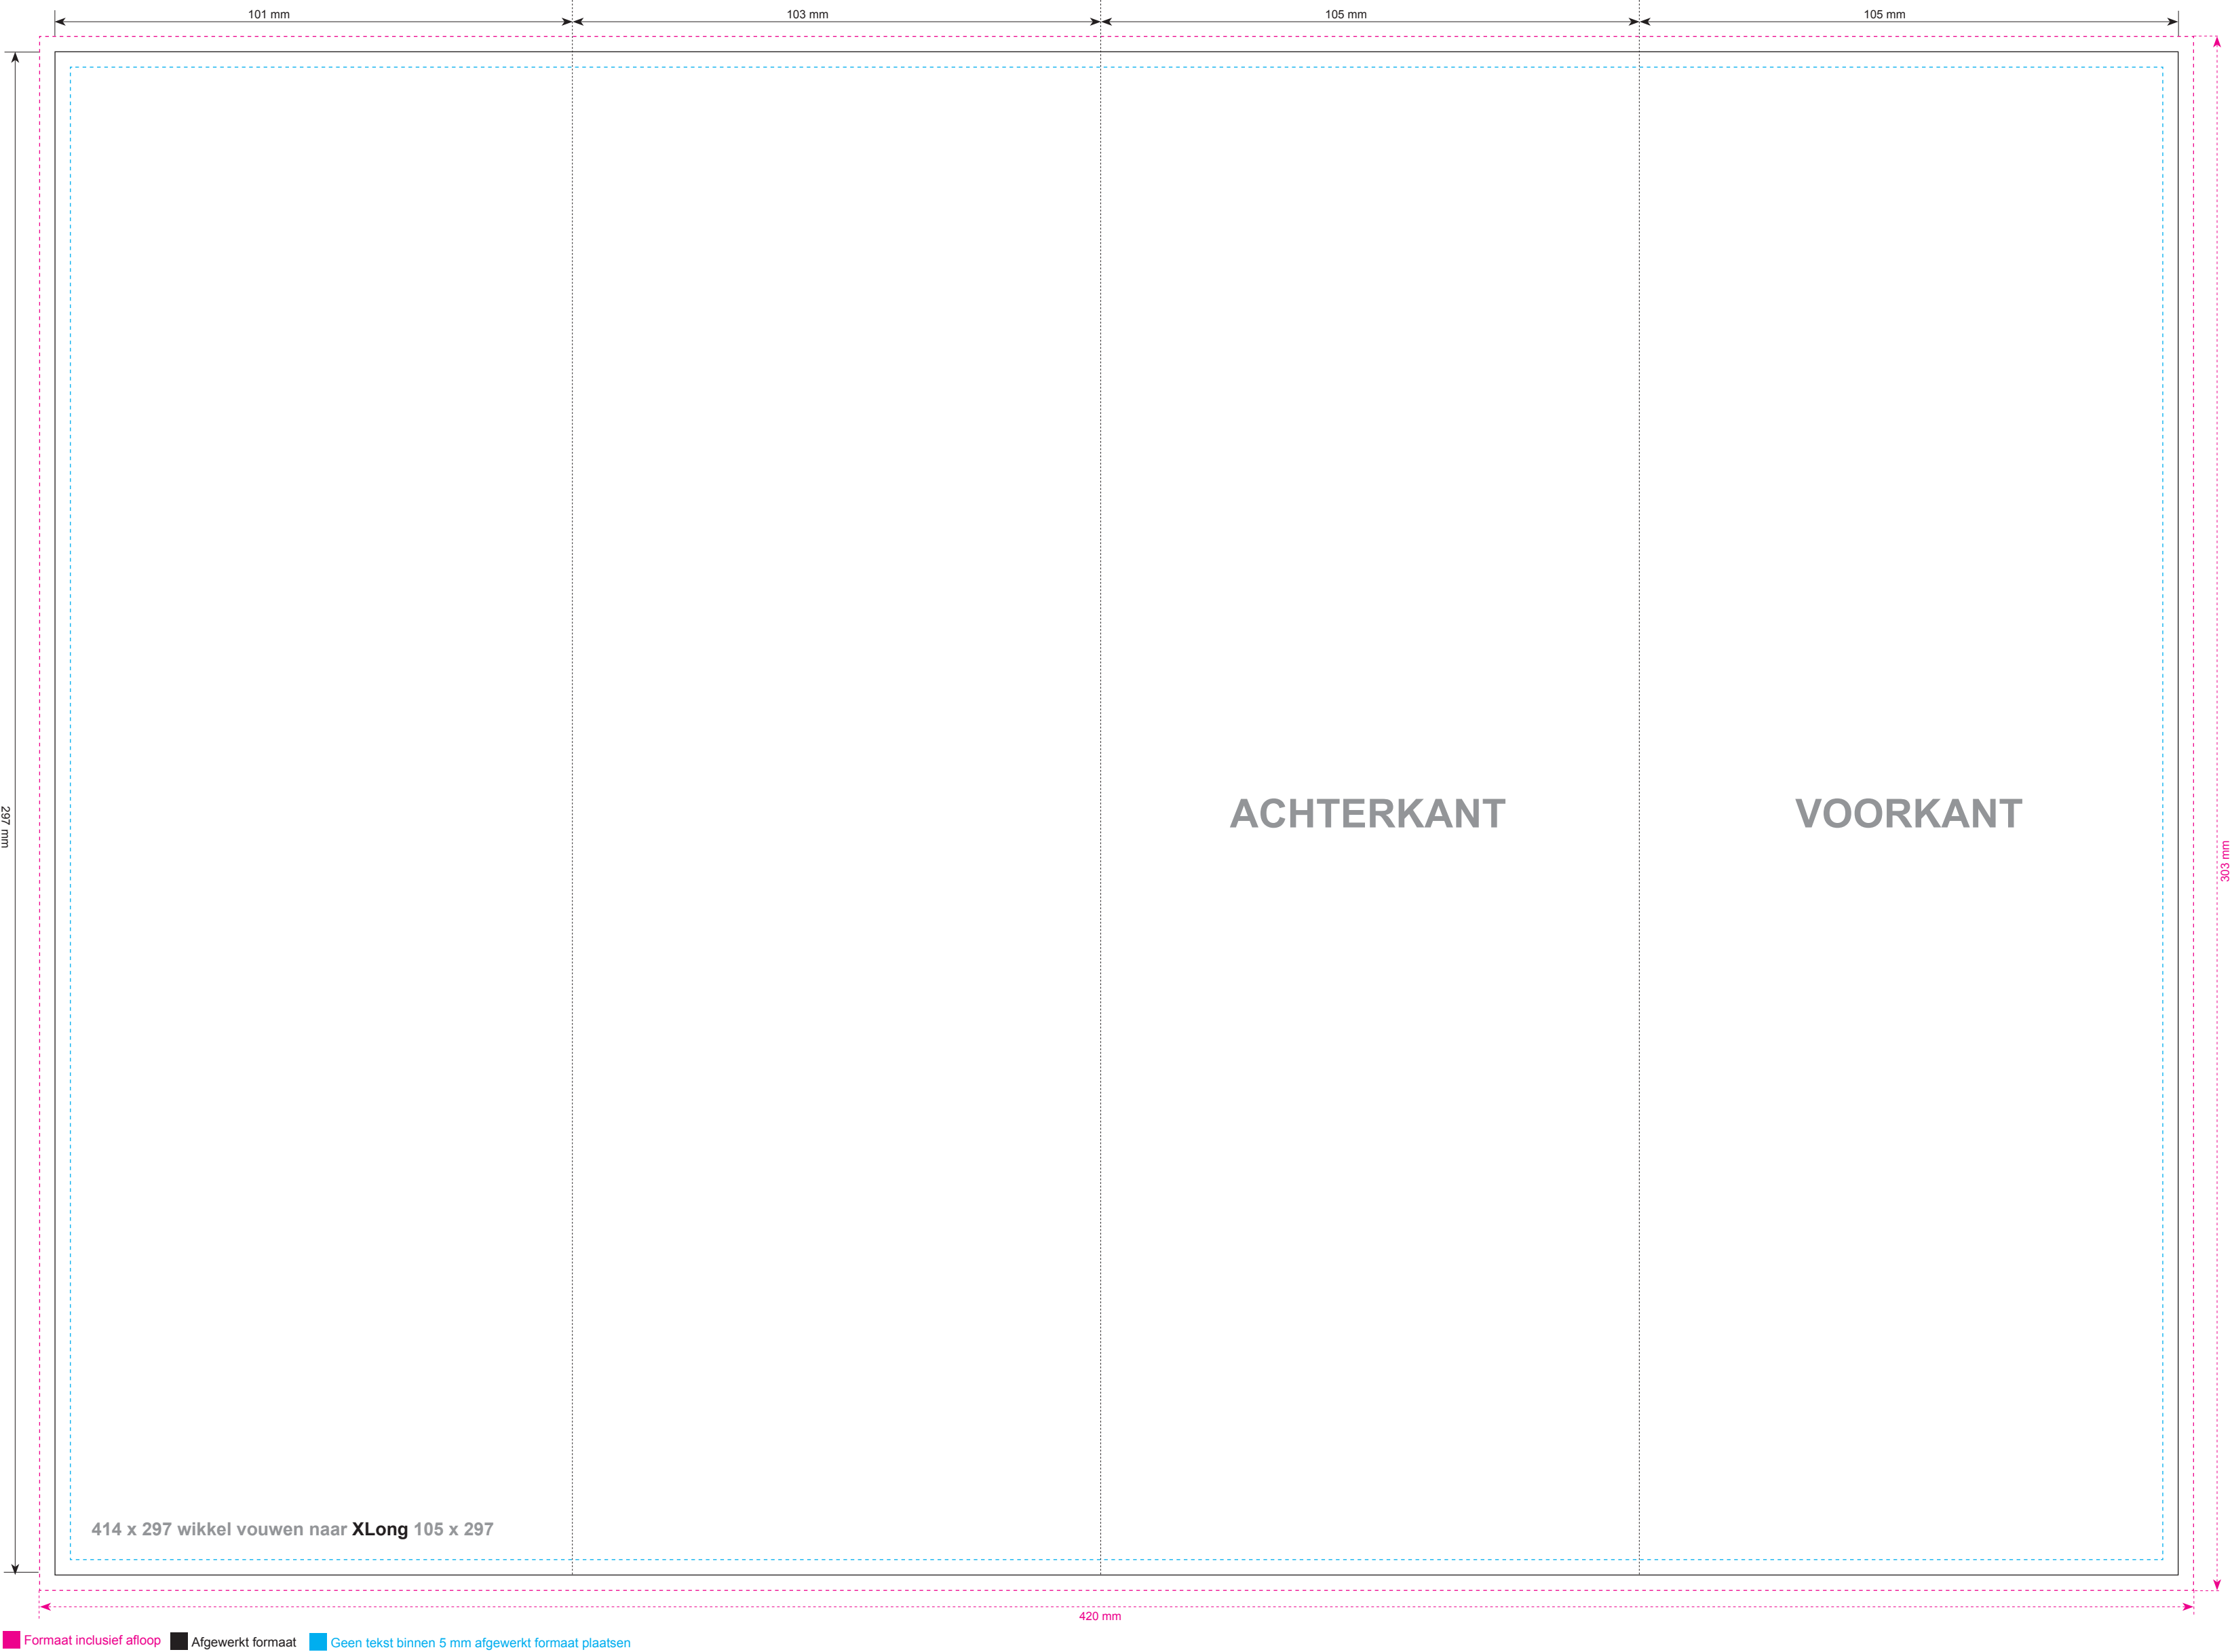 101 mm
103 mm
105 mm
105 mm
297 mm
ACHTERKANT
VOORKANT
303 mm
414 x 297 wikkel vouwen naar XLong 105 x 297
420 mm
Formaat inclusief afloop
Afgewerkt formaat
Geen tekst binnen 5 mm afgewerkt formaat plaatsen